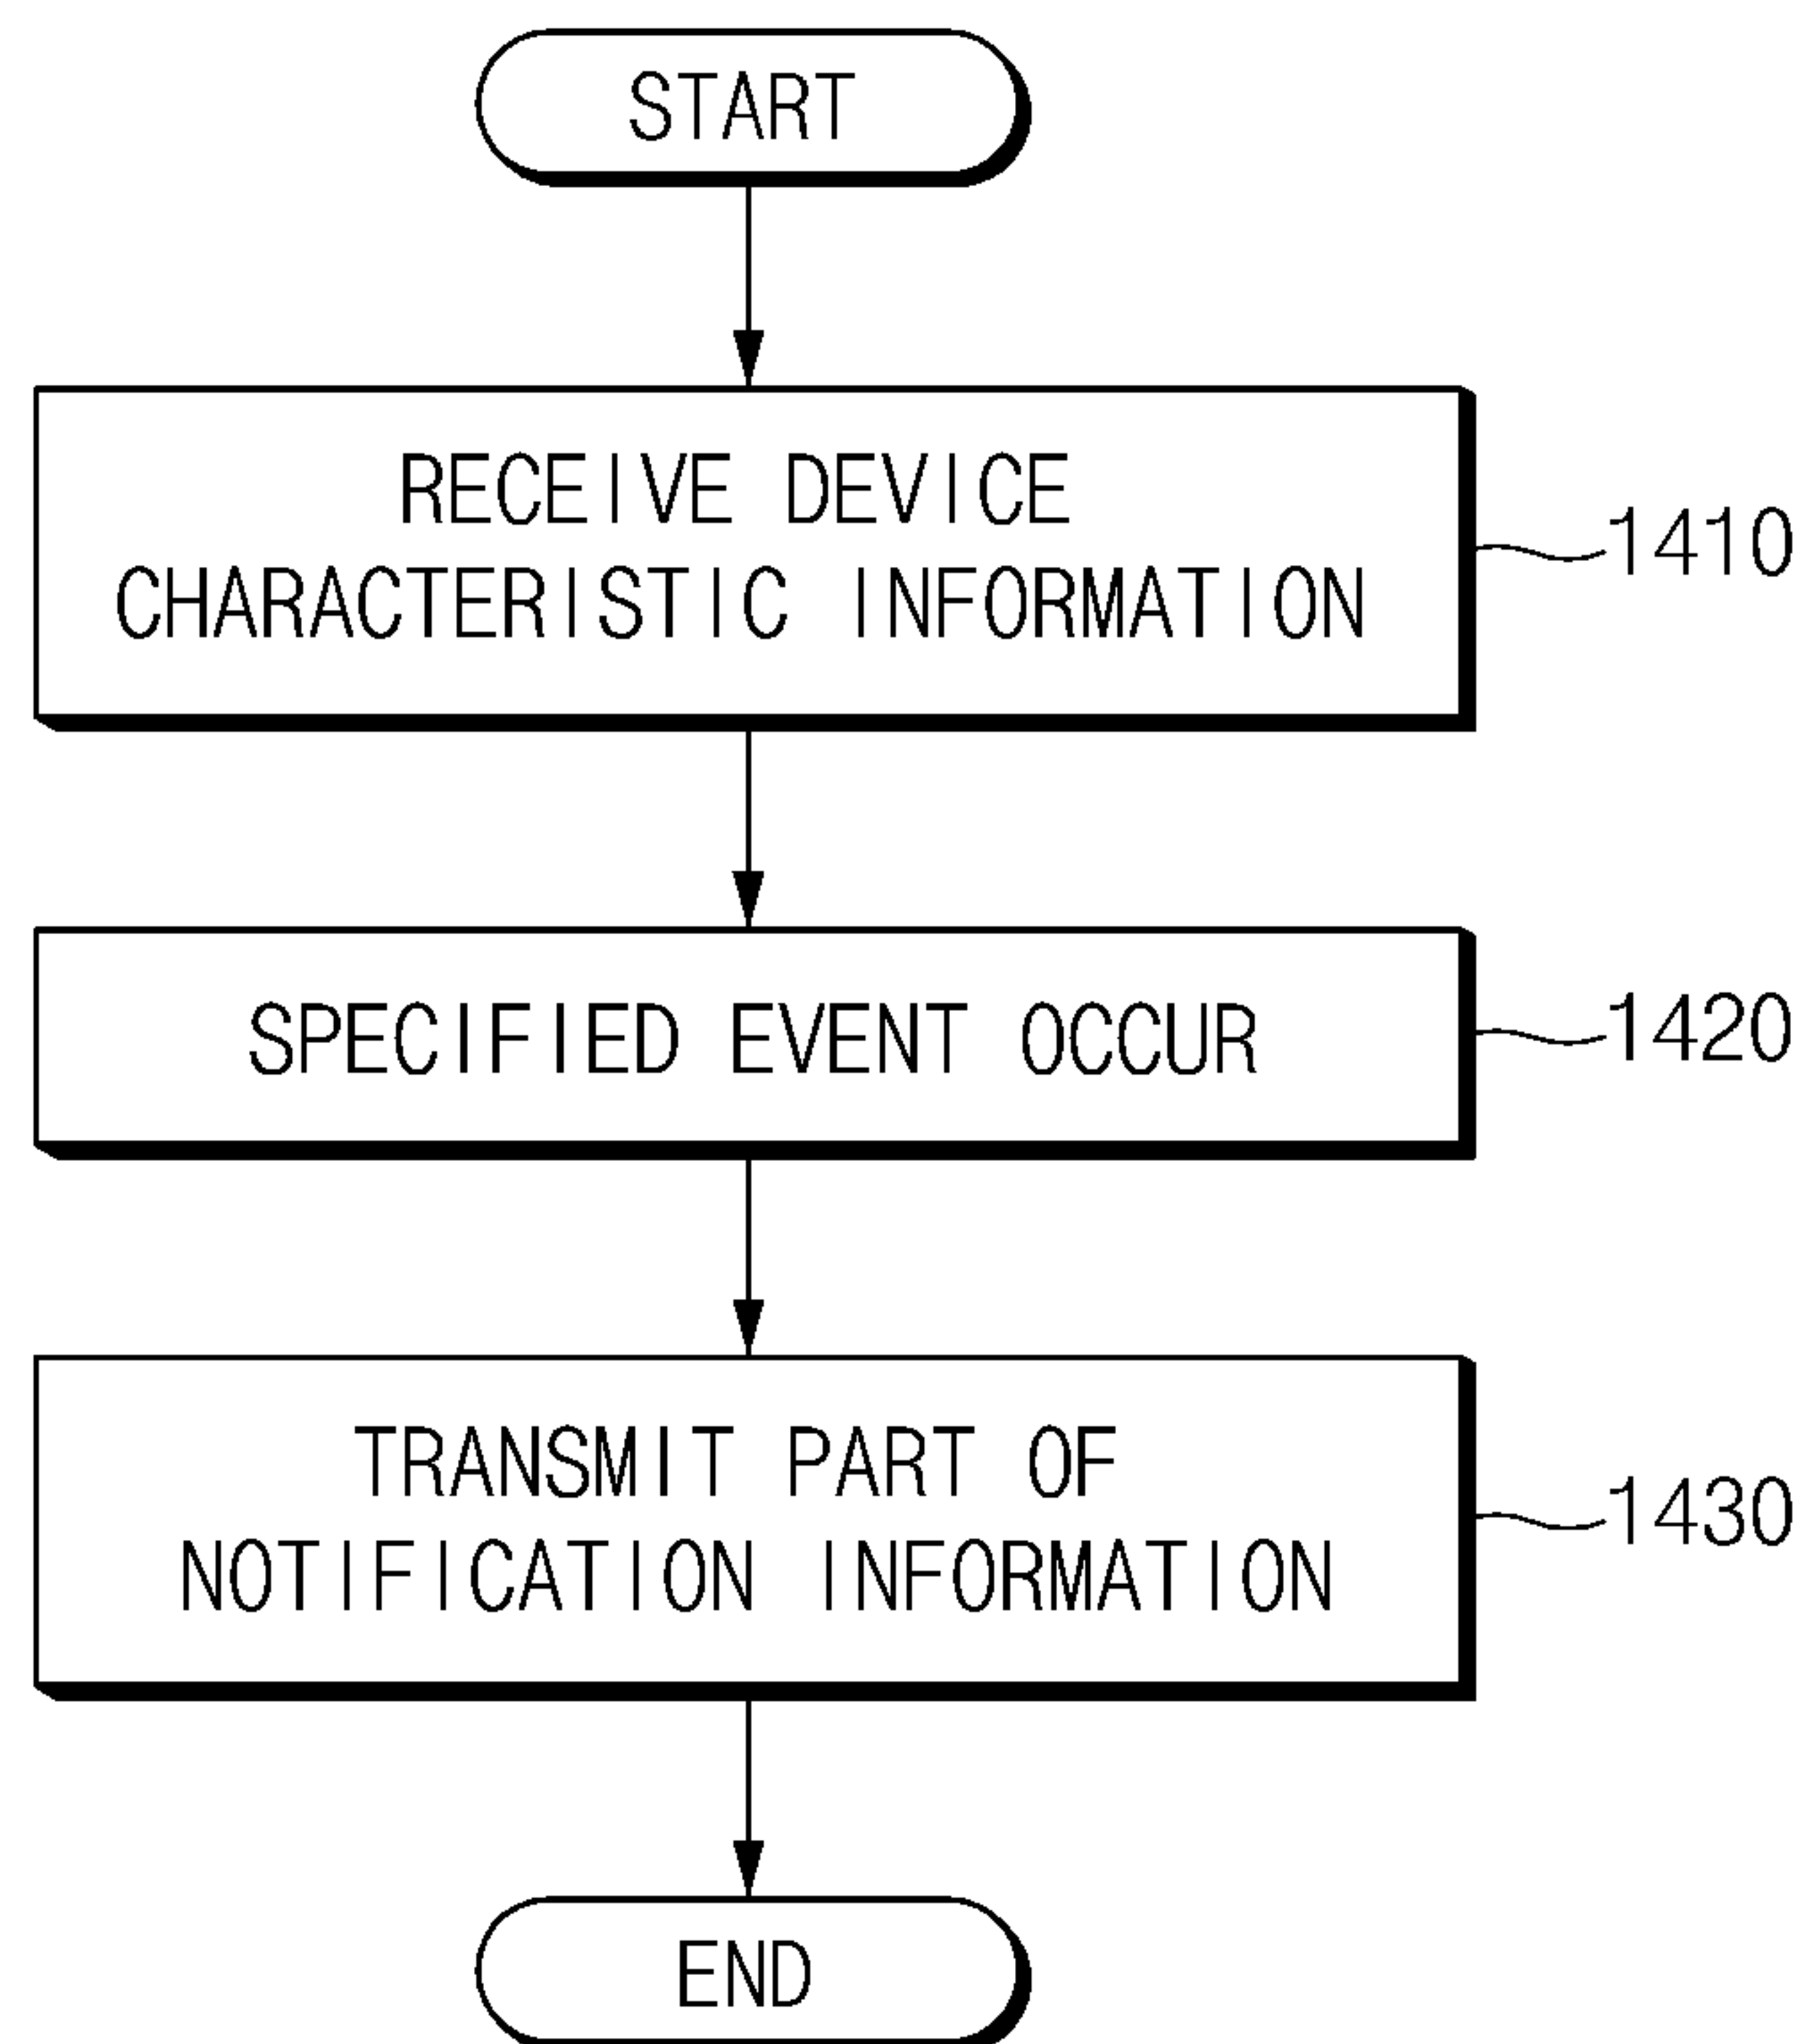 START
RECEIVE DEVICE
CHARACTERISTIC INFORMATION
1410
SPECIFIED EVENT OCCUR
1420
TRANSMIT PART OF
NOTIFICATION INFORMATION
1430
END